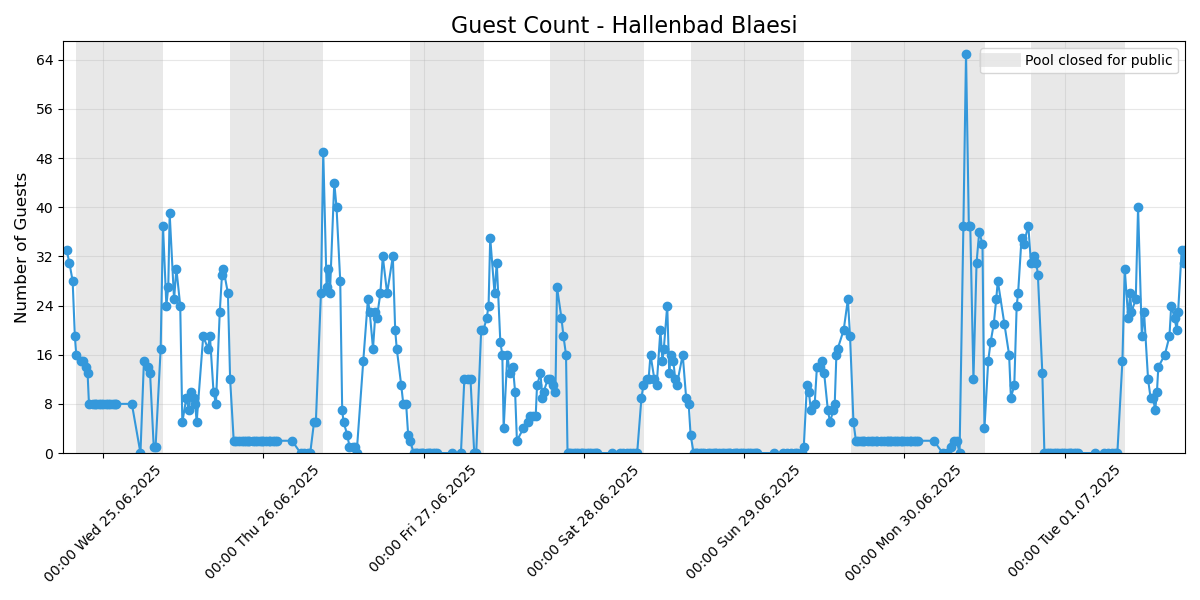 Guest Count - Hallenbad Blaesi
Pool closed for public
Number of Guests
64
56
48
40
32
24
16
8
0
00:00 Wed 25.06.2025
00:00 Thu 26.06.2025
00:00 Fri 27.06.2025
00:00 Sat 28.06.2025
00:00 Sun 29.06.2025
00:00 Mon 30.06.2025
00:00 Tue 01.07.2025